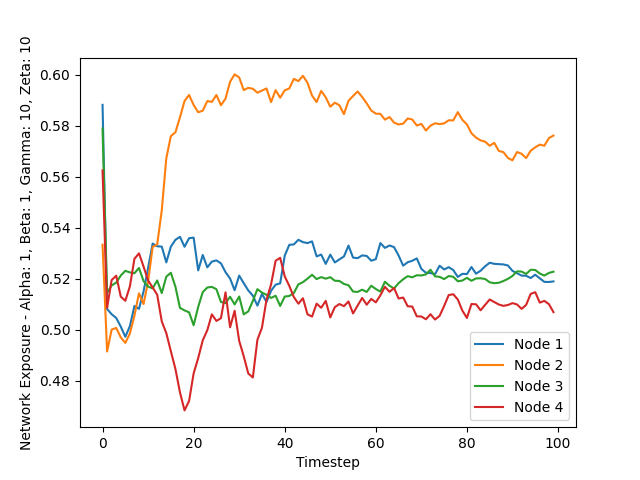 Network Exposure - Alpha: 1, Beta: 1, Gamma: 10, Zeta: 10
0.60
0.58
0.56
0.54
0.52
0.50
0.48
0
20
40
60
80
100
Timestep
Node 1
Node 2
Node 3
Node 4